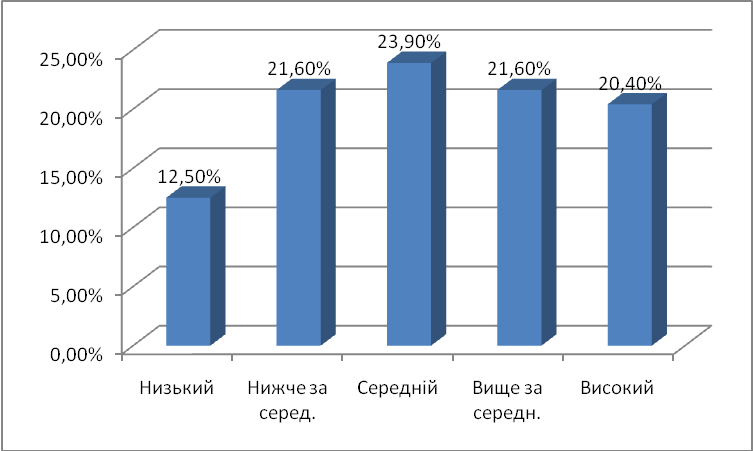 25,00%
20,00%
15,00%
10,00%
5,00%
0,00%
12,50%
21,60%
23,90%
21,60%
20,40%
Низький
Нижче за
серед.
Середній
Вище за
середн.
Високий